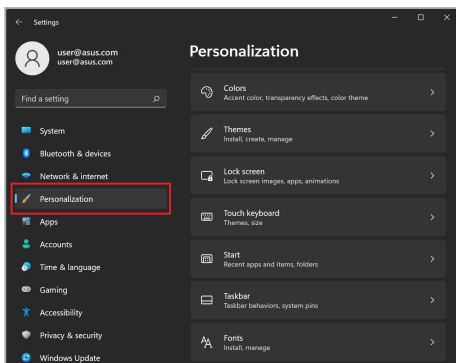 Settings
user@asus.com
user@asus.com
Find a setting
System
Bluetooth & devices
Network & internet
Personalization
Apps
Accounts
Time & language
Gaming
Accessibility
Privacy & security
Windows Update
Personalization
Colors
Accent color, transparency effects, color theme
Themes
Install, create, manage
Lock screen
Lock screen images, apps, animations
Touch keyboard
Themes, size
Start
Recent apps and items, folders
Taskbar
Taskbar behaviors, system pins
Fonts
Install, manage